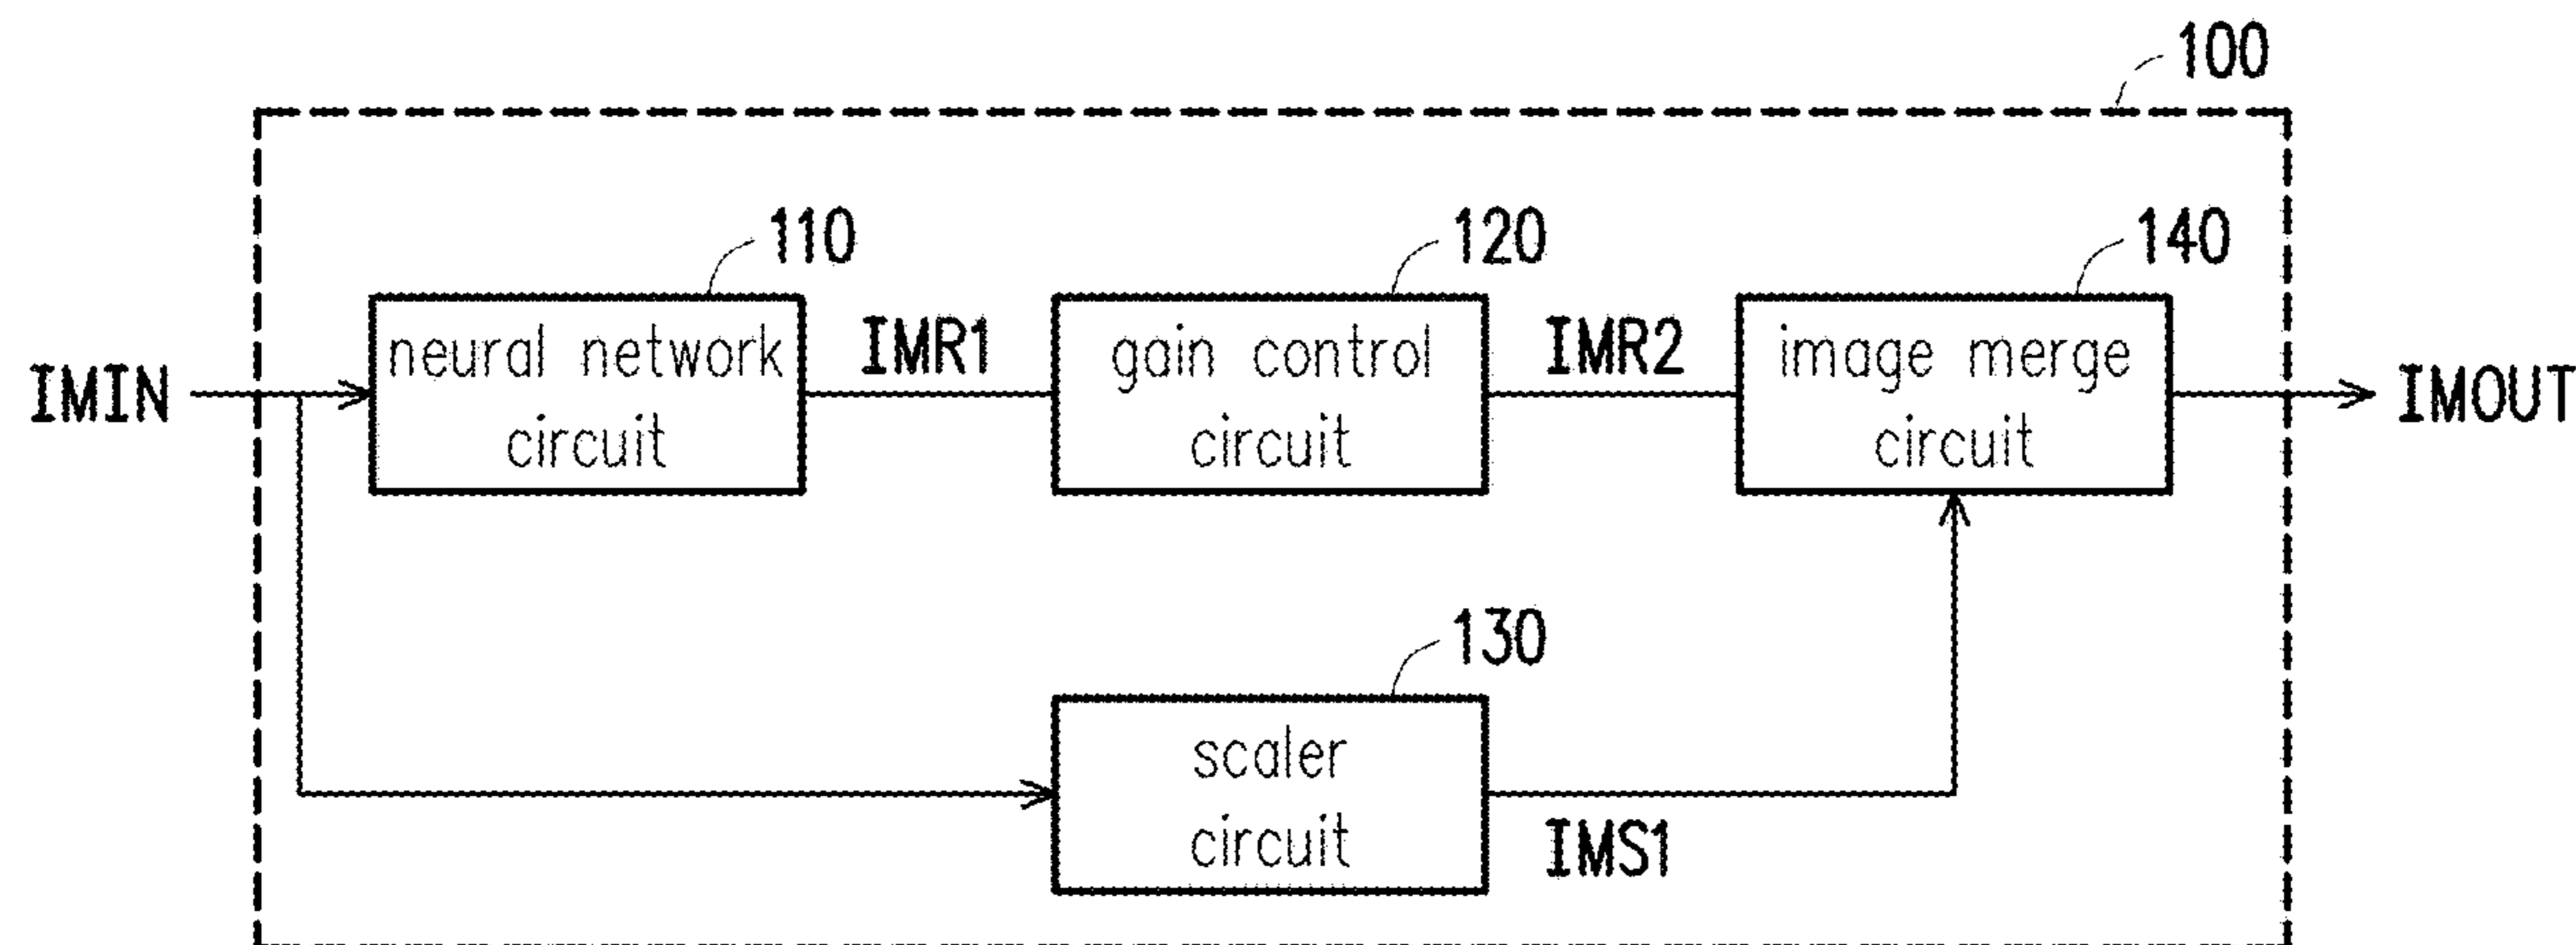 100
110
120
140
neural network
circuit
IMR1
gain control
circuit
IMR2
image merge
circuit
IMIN
IMOUT
130
scaler
circuit
IMS1